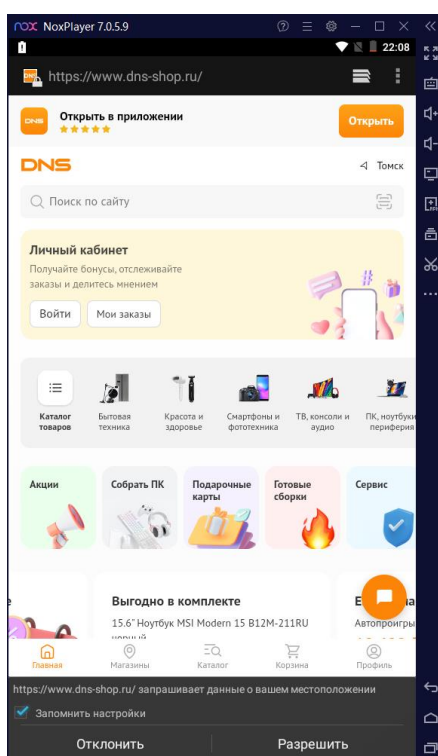 nox NoxPlayer 7.0.5.9
22:08
https://www.dns-shop.ru/
DNS
Открыть в приложении
Открыть
DNS
Томск
Поиск по сайту
Личный кабинет
Получайте бонусы, отслеживайте
заказы и делитесь мнением
Войти
Мои заказы
Каталог
товаров
Бытовая
техника
Красота и
здоровье
Смартфоны и
фототехника
ТВ, консоли и
аудио
ПК, ноутбуки
периферия
Акции
Собрать ПК
Подарочные
карты
Готовые
сборки
Сервис
Выгодно в комплекте
15.6" Ноутбук MSI Modern 15 B12M-211RU
черный
Автопроигры
Главная
Магазины
Каталог
Корзина
Профиль
https://www.dns-shop.ru/ запрашивает данные о вашем местоположении
Запомнить настройки
Отклонить
Разрешить